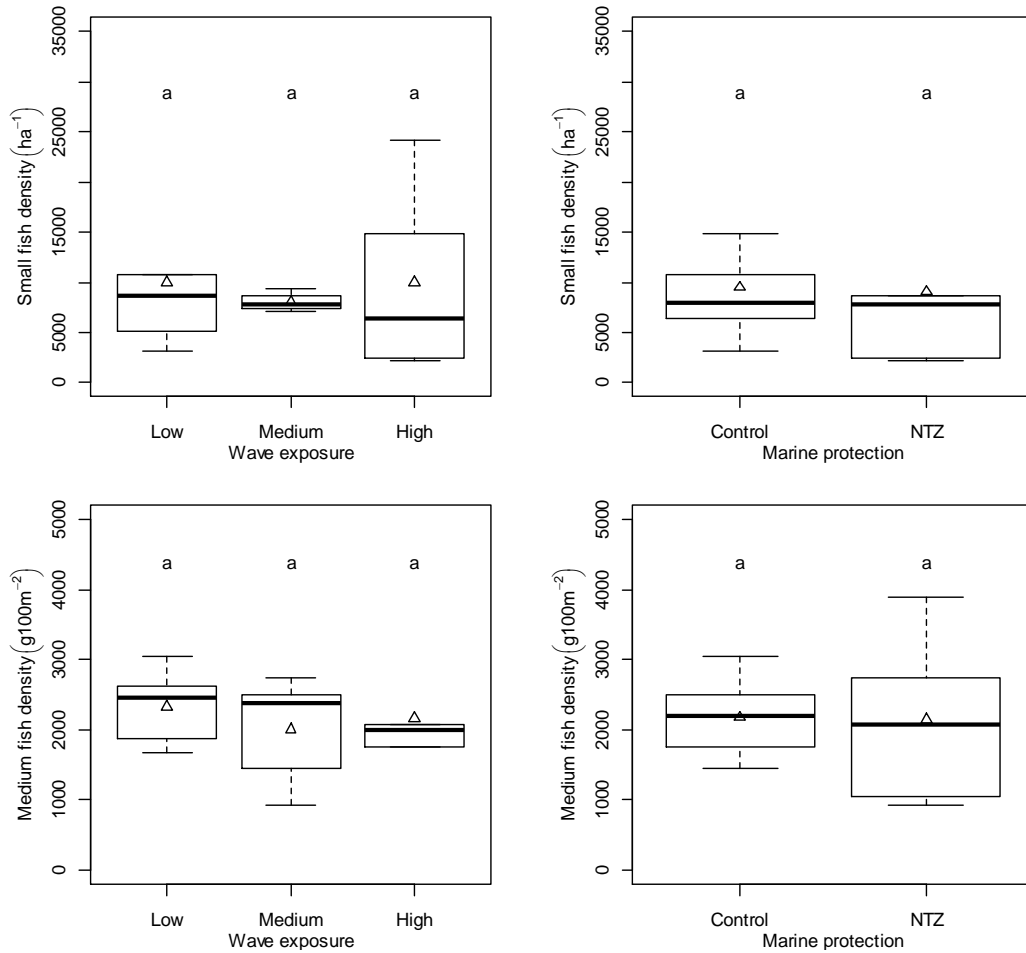 Small fish density (ha⁻¹)
35000
25000
15000
5000
0
a a a
Low Medium High
Wave exposure
Small fish density (ha⁻¹)
35000
25000
15000
5000
0
a a
Control NTZ
Marine protection
Medium fish density (g100m⁻²)
5000
4000
3000
2000
1000
0
a a a
Low Medium High
Wave exposure
Medium fish density (g100m⁻²)
5000
4000
3000
2000
1000
0
a a
Control NTZ
Marine protection